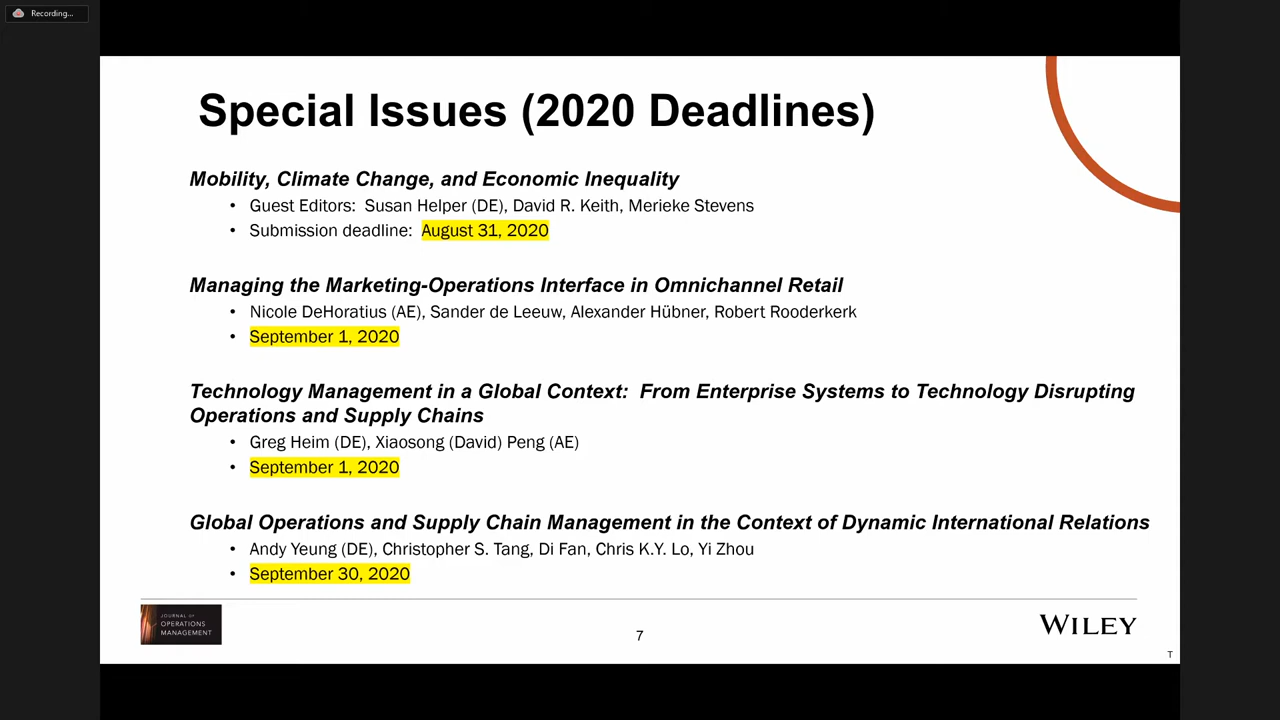 Recording...
Special Issues (2020 Deadlines)
Mobility, Climate Change, and Economic Inequality
• Guest Editors:  Susan Helper (DE), David R. Keith, Merieke Stevens
• Submission deadline:  August 31, 2020
Managing the Marketing-Operations Interface in Omnichannel Retail
• Nicole DeHoratius (AE), Sander de Leeuw, Alexander Hübner, Robert Rooderkerk
• September 1, 2020
Technology Management in a Global Context:  From Enterprise Systems to Technology Disrupting
Operations and Supply Chains
• Greg Heim (DE), Xiaosong (David) Peng (AE)
• September 1, 2020
Global Operations and Supply Chain Management in the Context of Dynamic International Relations
• Andy Yeung (DE), Christopher S. Tang, Di Fan, Chris K.Y. Lo, Yi Zhou
• September 30, 2020
JOURNAL OF
OPERATIONS
MANAGEMENT
7
WILEY
T